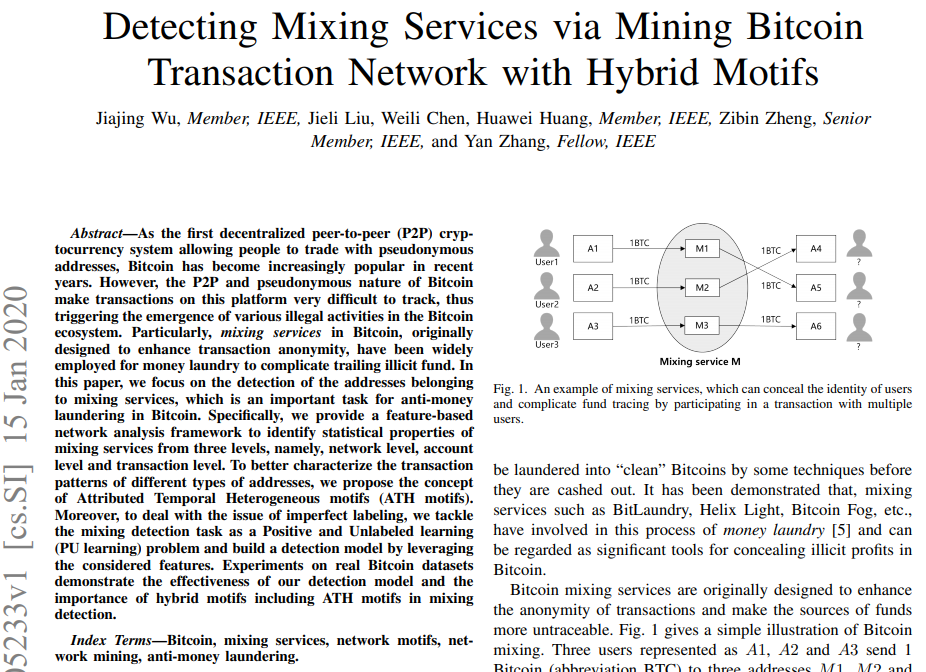 Detecting Mixing Services via Mining Bitcoin
Transaction Network with Hybrid Motifs
Jiajing Wu, Member, IEEE, Jieli Liu, Weili Chen, Huawei Huang, Member, IEEE, Zibin Zheng, Senior
Member, IEEE, and Yan Zhang, Fellow, IEEE
05233v1 [cs.SI] 15 Jan 2020
Abstract—As the first decentralized peer-to-peer (P2P) cryp-
tocurrency system allowing people to trade with pseudonymous
addresses, Bitcoin has become increasingly popular in recent
years. However, the P2P and pseudonymous nature of Bitcoin
make transactions on this platform very difficult to track, thus
triggering the emergence of various illegal activities in the Bitcoin
ecosystem. Particularly, mixing services in Bitcoin, originally
designed to enhance transaction anonymity, have been widely
employed for money laundry to complicate trailing illicit fund. In
this paper, we focus on the detection of the addresses belonging
to mixing services, which is an important task for anti-money
laundering in Bitcoin. Specifically, we provide a feature-based
network analysis framework to identify statistical properties of
mixing services from three levels, namely, network level, account
level and transaction level. To better characterize the transaction
patterns of different types of addresses, we propose the concept
of Attributed Temporal Heterogeneous motifs (ATH motifs).
Moreover, to deal with the issue of imperfect labeling, we tackle
the mixing detection task as a Positive and Unlabeled learning
(PU learning) problem and build a detection model by leveraging
the considered features. Experiments on real Bitcoin datasets
demonstrate the effectiveness of our detection model and the
importance of hybrid motifs including ATH motifs in mixing
detection.
Index Terms—Bitcoin, mixing services, network motifs, net-
work mining, anti-money laundering.
User1 A1 1BTC M1 1BTC A4 ?
User2 A2 1BTC M2 1BTC A5 ?
User3 A3 1BTC M3 1BTC A6 ?
Mixing service M
Fig. 1. An example of mixing services, which can conceal the identity of users
and complicate fund tracing by participating in a transaction with multiple
users.
be laundered into “clean” Bitcoins by some techniques before
they are cashed out. It has been demonstrated that, mixing
services such as BitLaundry, Helix Light, Bitcoin Fog, etc.,
have involved in this process of money laundry [5] and can
be regarded as significant tools for concealing illicit profits in
Bitcoin.
Bitcoin mixing services are originally designed to enhance
the anonymity of transactions and make the sources of funds
more untraceable. Fig. 1 gives a simple illustration of Bitcoin
mixing. Three users represented as A1, A2 and A3 send 1
Bitcoin (abbreviation BTC) to three addresses M1, M2 and